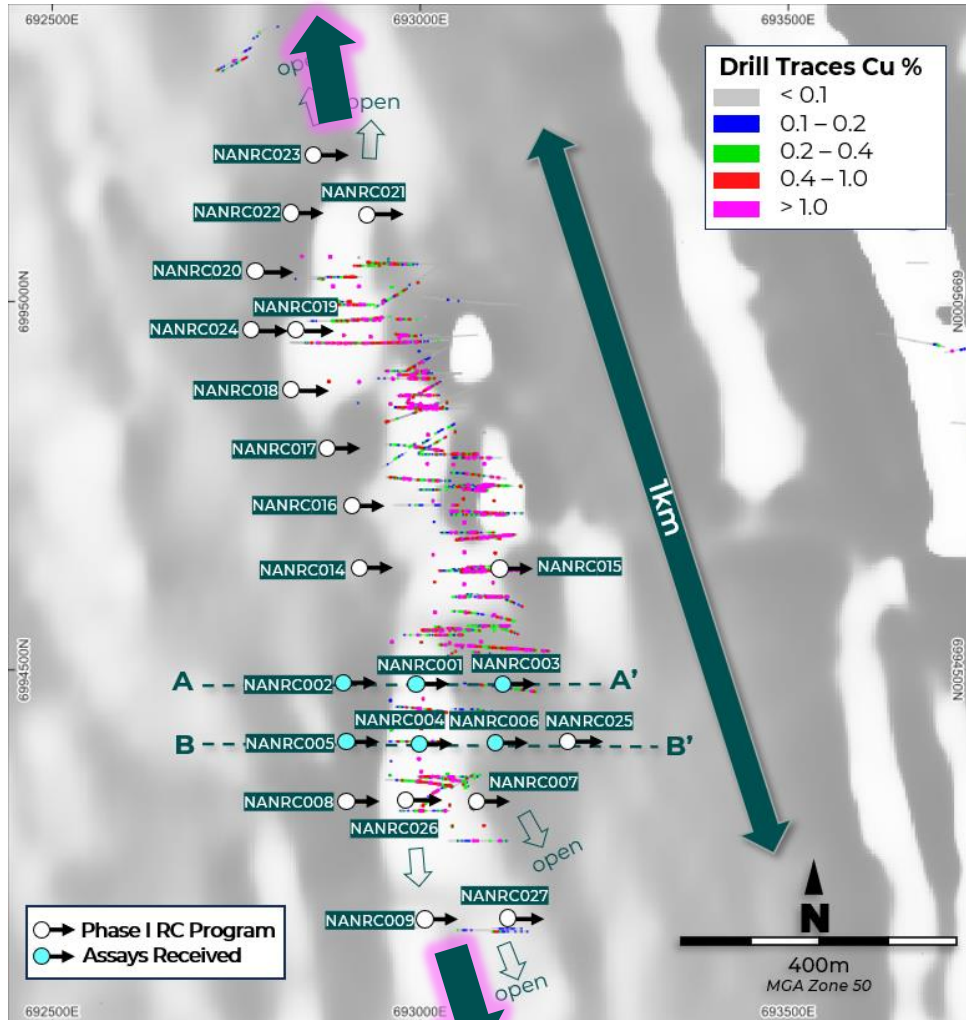 692500E
693000E
693500E
open
open
Drill Traces Cu %
< 0.1
0.1 – 0.2
0.2 – 0.4
0.4 – 1.0
> 1.0
NANRC023
NANRC021
NANRC022
NANRC020
6995000N
6995000N
NANRC019
NANRC024
NANRC018
NANRC017
1km
NANRC016
NANRC014
NANRC015
6994500N
6994500N
NANRC001
NANRC003
A
NANRC002
A'
NANRC004
NANRC006
NANRC025
B
NANRC005
B'
NANRC008
NANRC007
NANRC026
open
NANRC027
NANRC009
N
Phase I RC Program
Assays Received
400m
MGA Zone 50
open
692500E
693000E
693500E